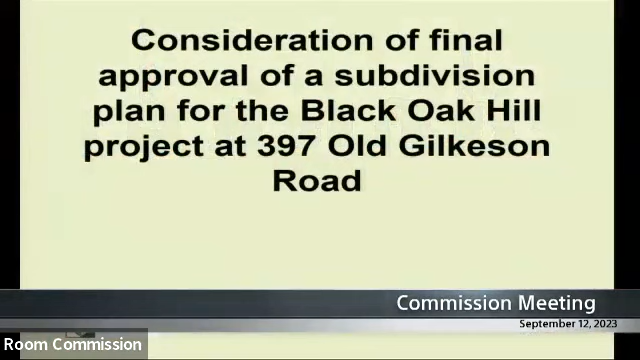 Consideration of final
approval of a subdivision
plan for the Black Oak Hill
project at 397 Old Gilkeson
Road
Commission Meeting
September 12, 2023
Room Commission